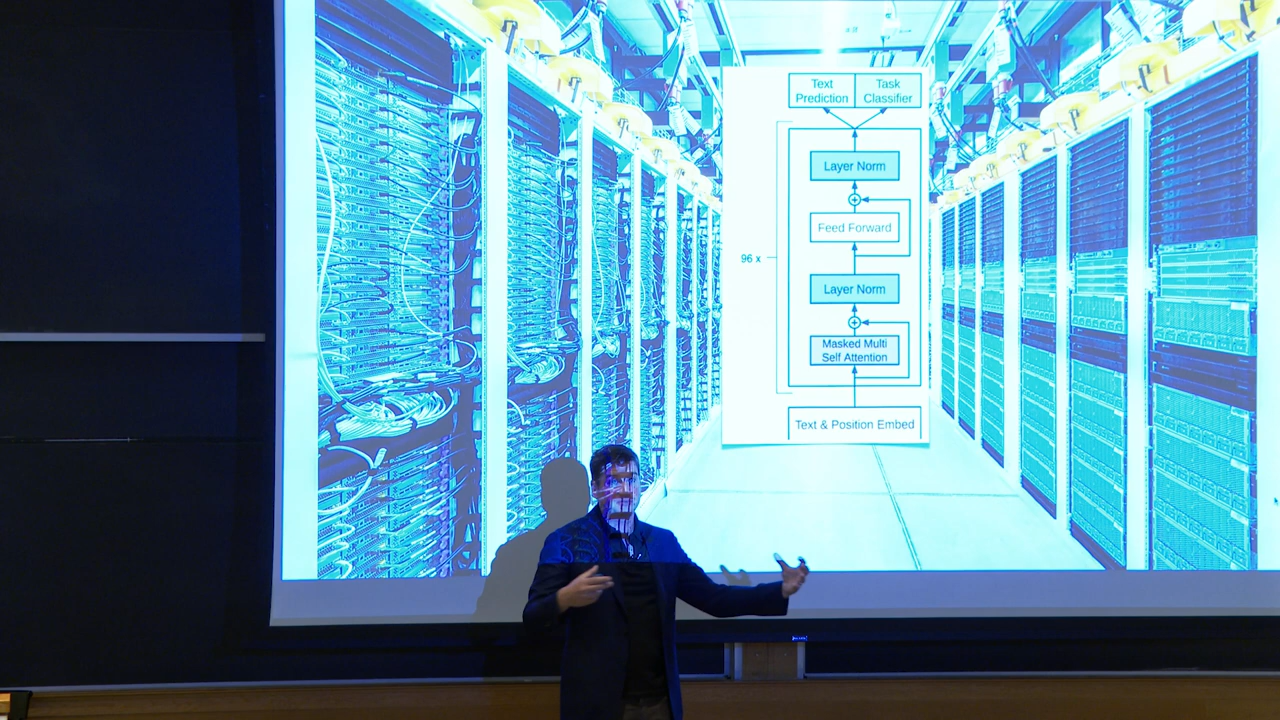 Text
Prediction
Task
Classifier
Layer Norm
Feed Forward
96 x
Layer Norm
Masked Multi
Self Attention
Text & Position Embed